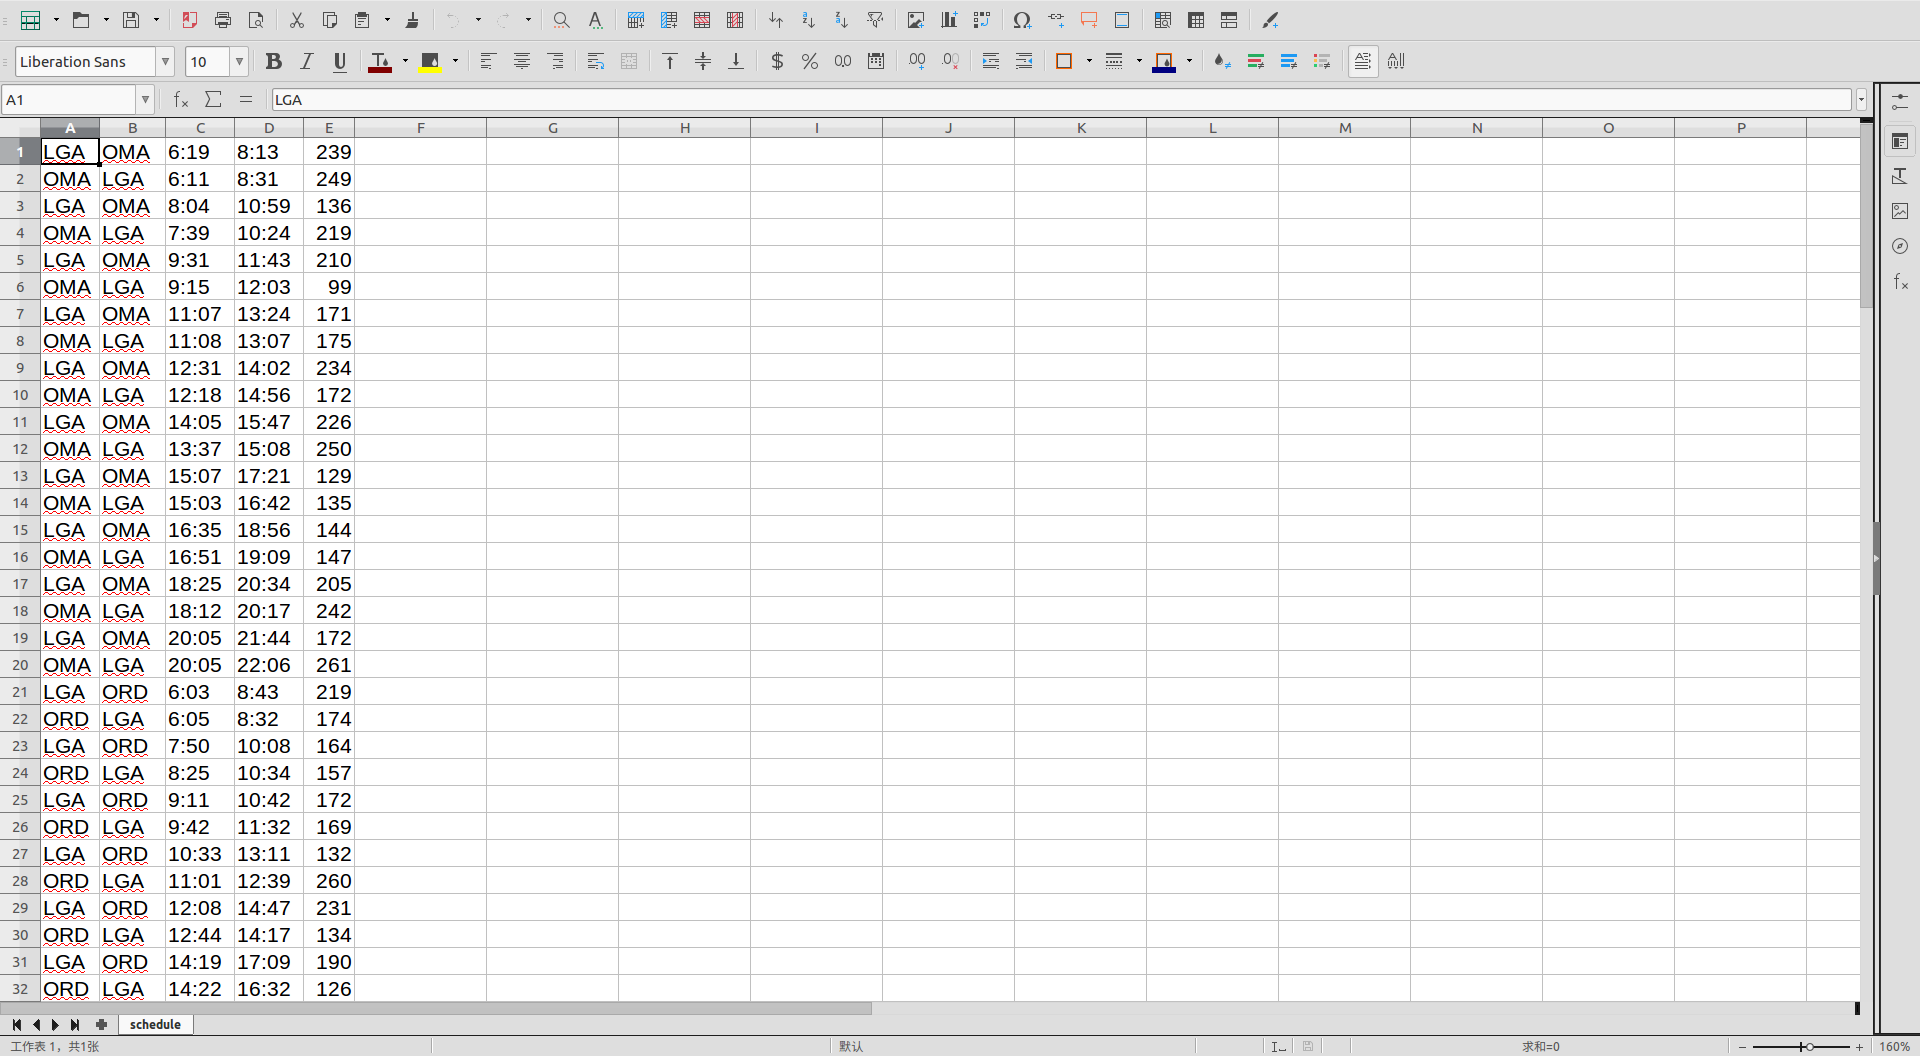 Liberation Sans 10
A1 LGA
A B C D E F G H I J K L M N O P
1 LGA OMA 6:19 8:13 239
2 OMA LGA 6:11 8:31 249
3 LGA OMA 8:04 10:59 136
4 OMA LGA 7:39 10:24 219
5 LGA OMA 9:31 11:43 210
6 OMA LGA 9:15 12:03 99
7 LGA OMA 11:07 13:24 171
8 OMA LGA 11:08 13:07 175
9 LGA OMA 12:31 14:02 234
10 OMA LGA 12:18 14:56 172
11 LGA OMA 14:05 15:47 226
12 OMA LGA 13:37 15:08 250
13 LGA OMA 15:07 17:21 129
14 OMA LGA 15:03 16:42 135
15 LGA OMA 16:35 18:56 144
16 OMA LGA 16:51 19:09 147
17 LGA OMA 18:25 20:34 205
18 OMA LGA 18:12 20:17 242
19 LGA OMA 20:05 21:44 172
20 OMA LGA 20:05 22:06 261
21 LGA ORD 6:03 8:43 219
22 ORD LGA 6:05 8:32 174
23 LGA ORD 7:50 10:08 164
24 ORD LGA 8:25 10:34 157
25 LGA ORD 9:11 10:42 172
26 ORD LGA 9:42 11:32 169
27 LGA ORD 10:33 13:11 132
28 ORD LGA 11:01 12:39 260
29 LGA ORD 12:08 14:47 231
30 ORD LGA 12:44 14:17 134
31 LGA ORD 14:19 17:09 190
32 ORD LGA 14:22 16:32 126
schedule
工作表 1，共1张 默认 求和=0 160%